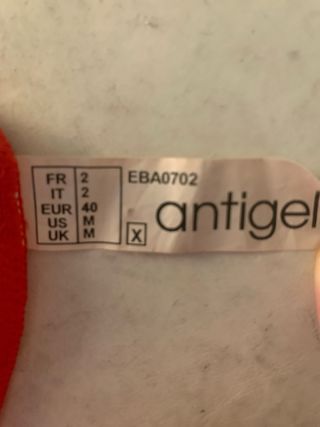 FR 2
IT 2
EUR 40
US M
UK M
EBA0702
X
antigel